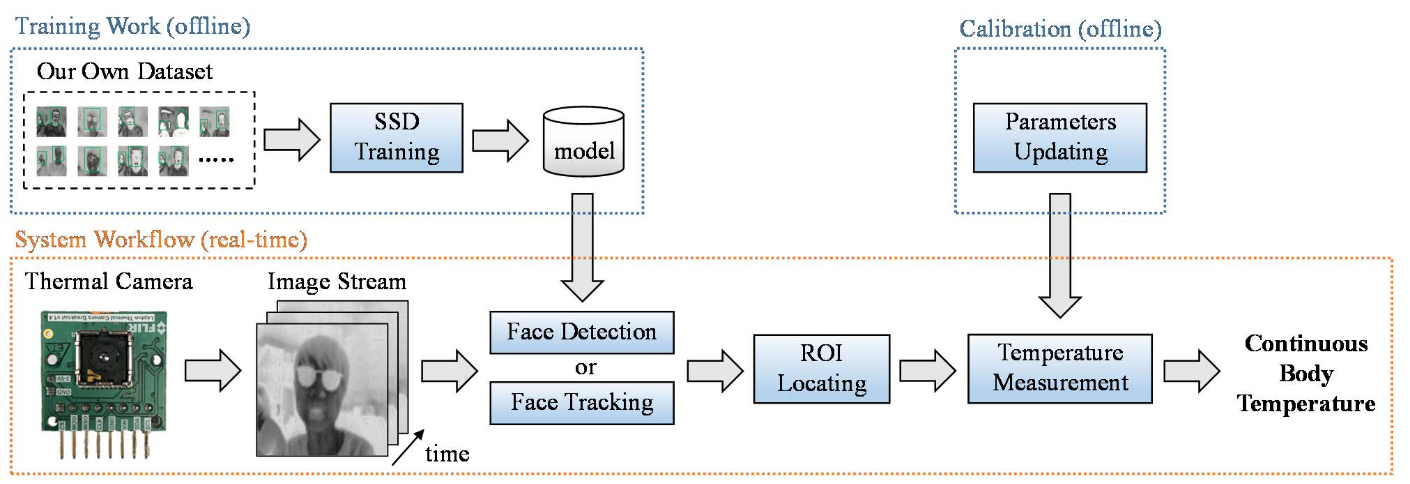 Training Work (offline)
Calibration (offline)
Our Own Dataset
SSD
Training
model
Parameters
Updating
System Workflow (real-time)
Thermal Camera
Image Stream
FLIR
Face Detection
or
Face Tracking
ROI
Locating
Temperature
Measurement
Continuous
Body
Temperature
time